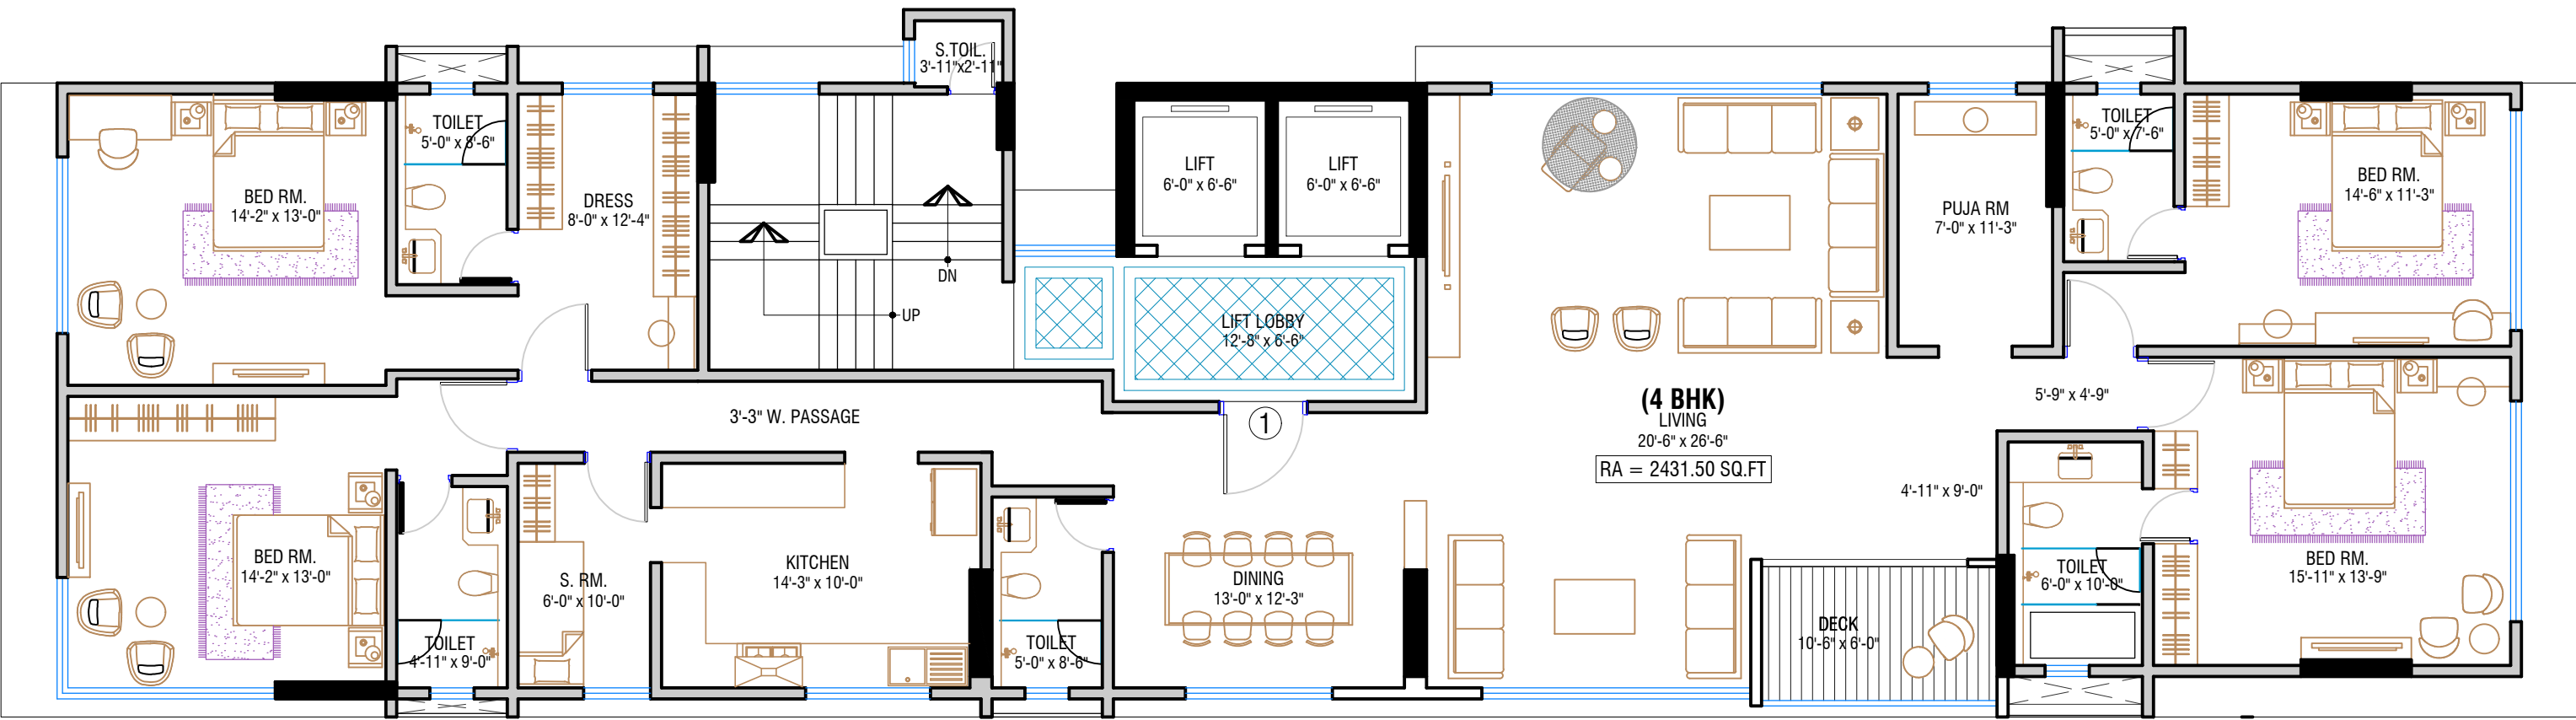 S.TOIL.
3'-11"x2'-11"
TOILET
5'-0" x 8'-6"
BED RM.
14'-2" x 13'-0"
DRESS
8'-0" x 12'-4"
DN
UP
LIFT
6'-0" x 6'-6"
LIFT
6'-0" x 6'-6"
LIFT LOBBY
12'-8" x 6'-6"
PUJA RM
7'-0" x 11'-3"
TOILET
5'-0" x 7'-6"
BED RM.
14'-6" x 11'-3"
3'-3" W. PASSAGE
1
(4 BHK)
LIVING
20'-6" x 26'-6"
RA = 2431.50 SQ.FT
5'-9" x 4'-9"
4'-11" x 9'-0"
BED RM.
14'-2" x 13'-0"
TOILET
4'-11" x 9'-0"
S. RM.
6'-0" x 10'-0"
KITCHEN
14'-3" x 10'-0"
TOILET
5'-0" x 8'-6"
DINING
13'-0" x 12'-3"
DECK
10'-6" x 6'-0"
TOILET
6'-0" x 10'-0"
BED RM.
15'-11" x 13'-9"